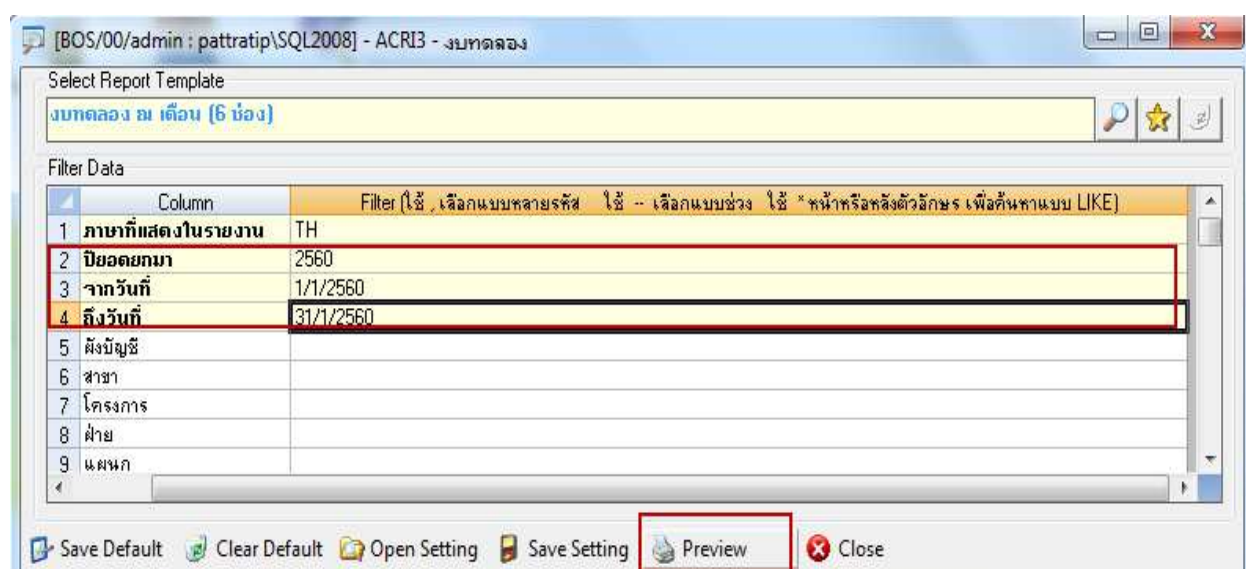 [BOS/00/admin : pattratip\SQL2008] - ACRI3 - งบทดลอง
Select Report Template
งบทดลอง ณ เดือน (6 ช่อง)
Filter Data
Column Filter (ใช้ , เลือกแบบหลายรหัส ใช้ -- เลือกแบบช่วง ใช้ * หน้าหรือหลังตัวอักษร เพื่อค้นหาแบบ LIKE)
1 ภาษาที่แสดงในรายงาน TH
2 ปียอดยกมา 2560
3 จากวันที่ 1/1/2560
4 ถึงวันที่ 31/1/2560
5 ผังบัญชี
6 สาขา
7 โครงการ
8 ฝ่าย
9 แผนก
Save Default Clear Default Open Setting Save Setting Preview Close